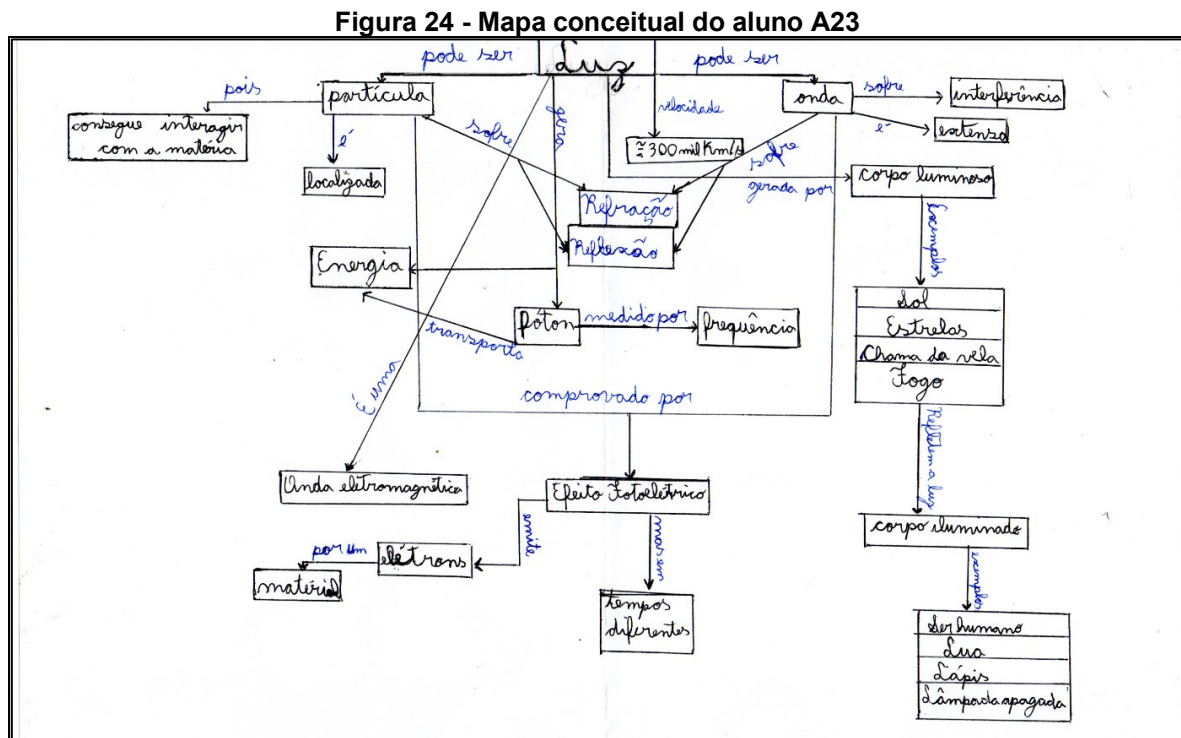 Figura 24 - Mapa conceitual do aluno A23
Luz
pode ser
pode ser
pois
partícula
onda
sofre
interferência
consegue interagir
com a matéria
é
localizada
sofre
gera
velocidade
≅ 300 mil Km/s
sofre
é
extensa
gerada por
corpo luminoso
Refração
Reflexão
Exemplos
Energia
Sol
Estrelas
Chama da vela
Fogo
fóton
medido por
frequência
transporta
É uma
comprovado por
Refletem a luz
Onda eletromagnética
Efeito Fotoelétrico
corpo iluminado
emite
mas em
por um
elétrons
exemplos
material
tempos
diferentes
Ser humano
Lua
Lápis
Lâmpada apagada